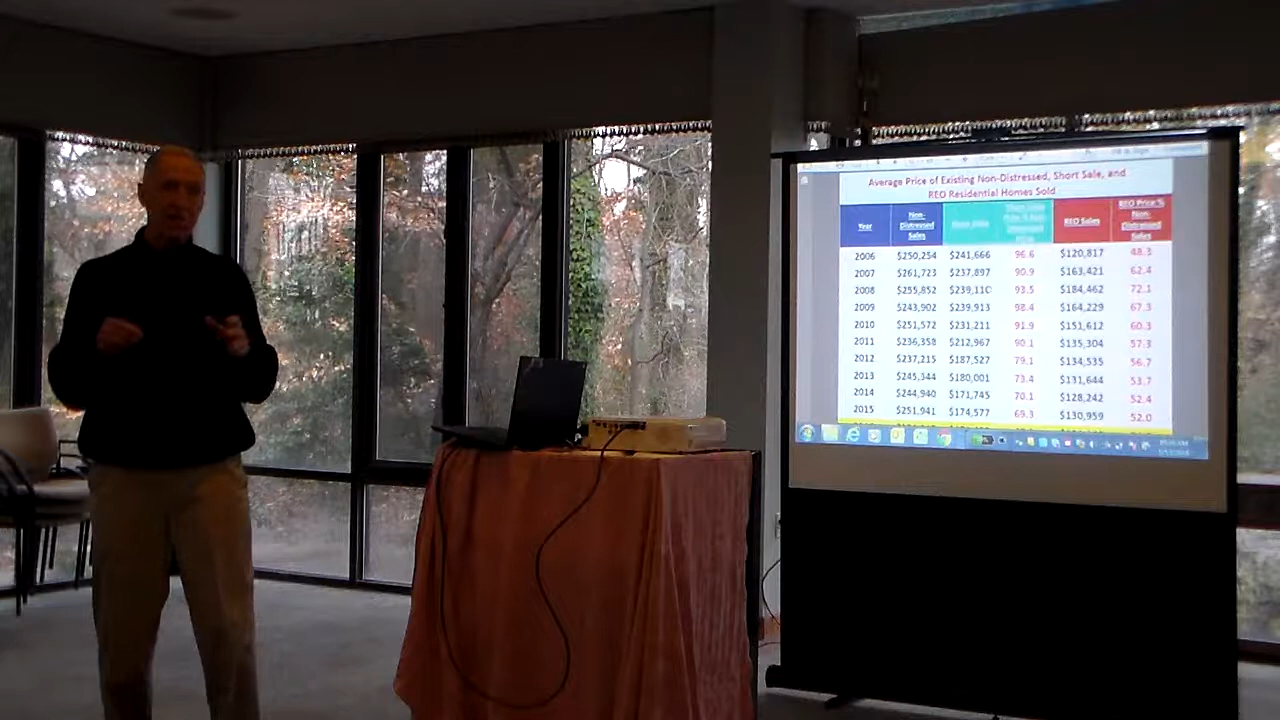 Average Price of Existing Non-Distressed, Short Sale, and
REO Residential Homes Sold
Year Non-Distressed Sales REO Sales REO Price % Non-Distressed Sales
2006 $250,254 $241,666 96.6 $120,817 48.3
2007 $261,723 $237,897 90.9 $163,421 62.4
2008 $255,852 $239,110 93.5 $184,462 72.1
2009 $243,902 $239,913 98.4 $164,229 67.3
2010 $251,572 $231,211 91.9 $151,612 60.3
2011 $236,358 $212,967 90.1 $135,304 57.3
2012 $237,215 $187,527 79.1 $134,535 56.7
2013 $245,344 $180,001 73.4 $131,644 53.7
2014 $244,940 $171,745 70.1 $128,242 52.4
2015 $251,941 $174,577 69.3 $130,959 52.0